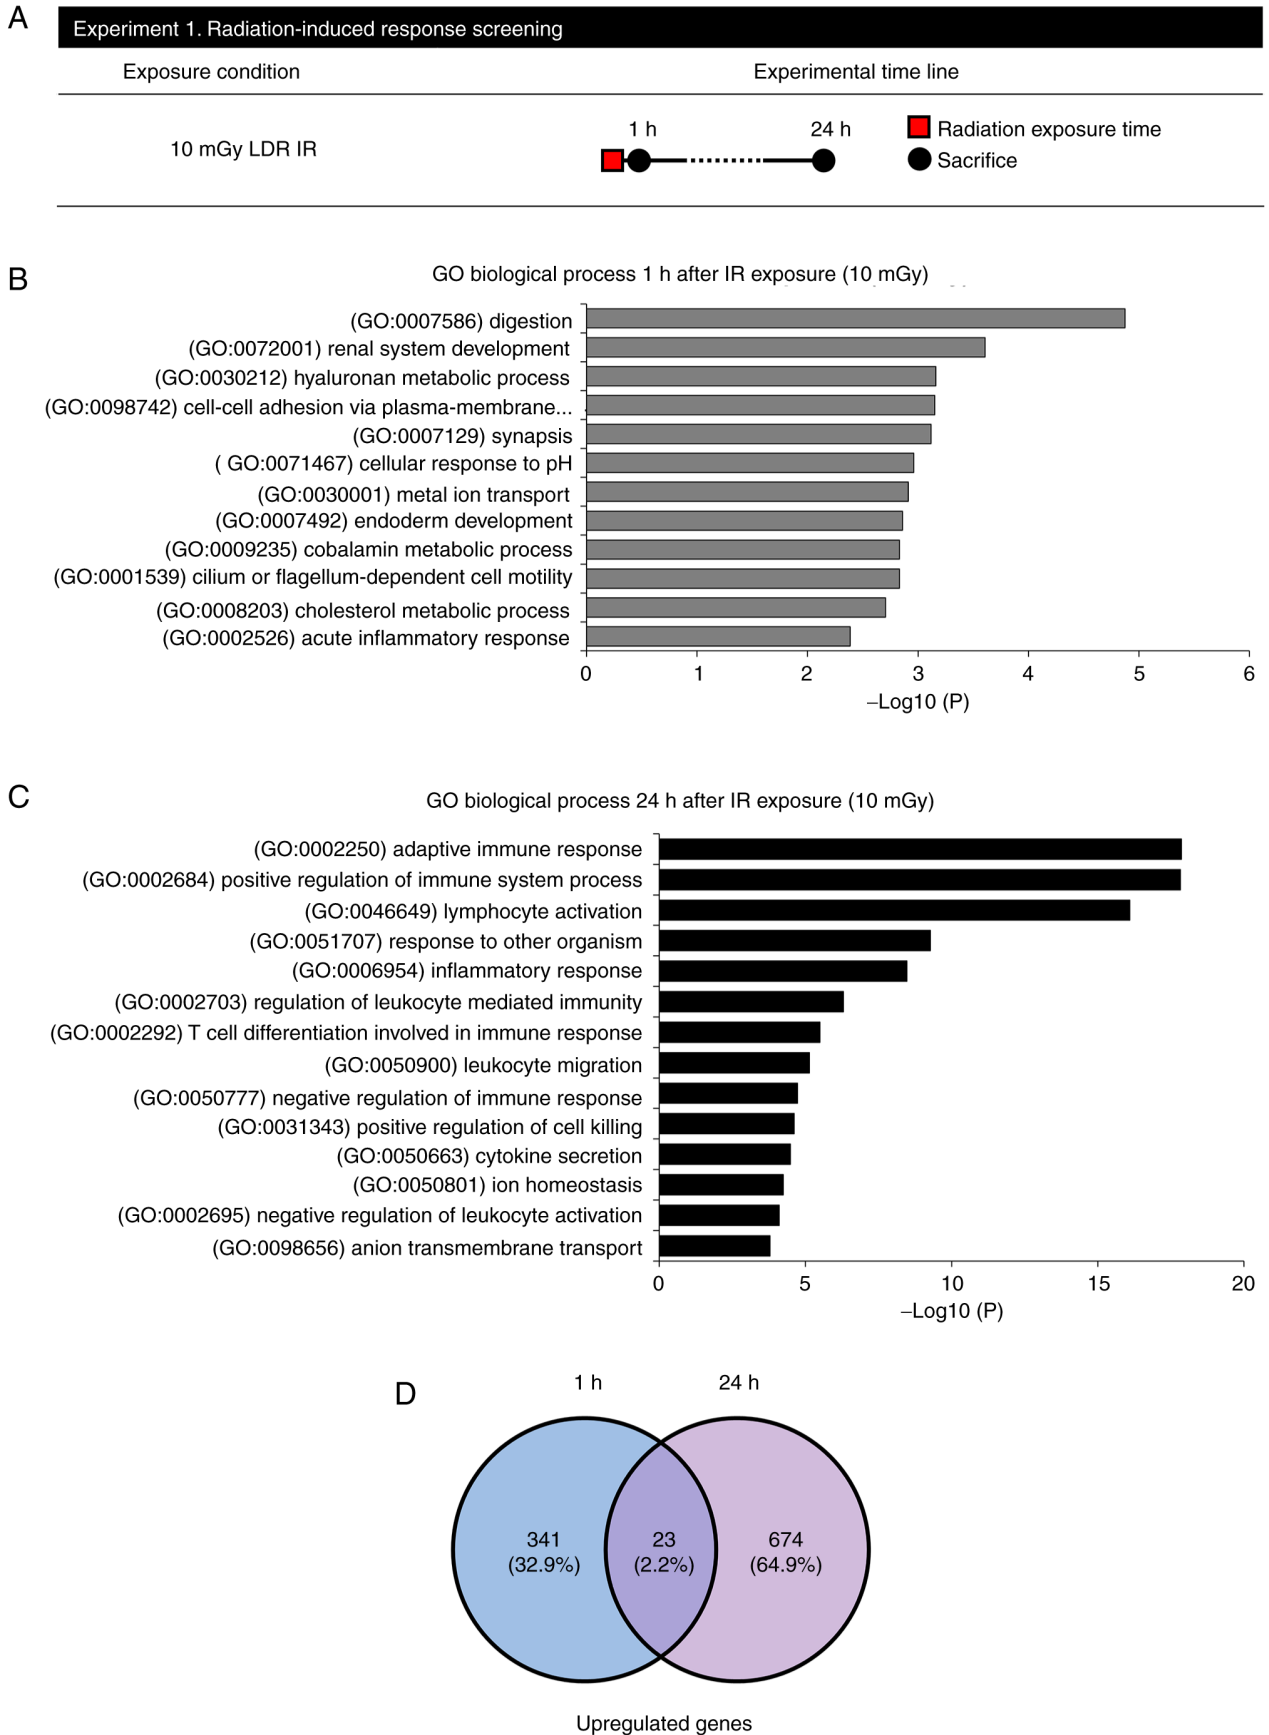 A
Experiment 1. Radiation-induced response screening
Exposure condition
Experimental time line
10 mGy LDR IR
1 h
24 h
Radiation exposure time
Sacrifice
B
GO biological process 1 h after IR exposure (10 mGy)
(GO:0007586) digestion
(GO:0072001) renal system development
(GO:0030212) hyaluronan metabolic process
(GO:0098742) cell-cell adhesion via plasma-membrane...
(GO:0007129) synapsis
( GO:0071467) cellular response to pH
(GO:0030001) metal ion transport
(GO:0007492) endoderm development
(GO:0009235) cobalamin metabolic process
(GO:0001539) cilium or flagellum-dependent cell motility
(GO:0008203) cholesterol metabolic process
(GO:0002526) acute inflammatory response
0 1 2 3 4 5 6
–Log10 (P)
C
GO biological process 24 h after IR exposure (10 mGy)
(GO:0002250) adaptive immune response
(GO:0002684) positive regulation of immune system process
(GO:0046649) lymphocyte activation
(GO:0051707) response to other organism
(GO:0006954) inflammatory response
(GO:0002703) regulation of leukocyte mediated immunity
(GO:0002292) T cell differentiation involved in immune response
(GO:0050900) leukocyte migration
(GO:0050777) negative regulation of immune response
(GO:0031343) positive regulation of cell killing
(GO:0050663) cytokine secretion
(GO:0050801) ion homeostasis
(GO:0002695) negative regulation of leukocyte activation
(GO:0098656) anion transmembrane transport
0 5 10 15 20
–Log10 (P)
D
1 h
24 h
341
(32.9%)
23
(2.2%)
674
(64.9%)
Upregulated genes